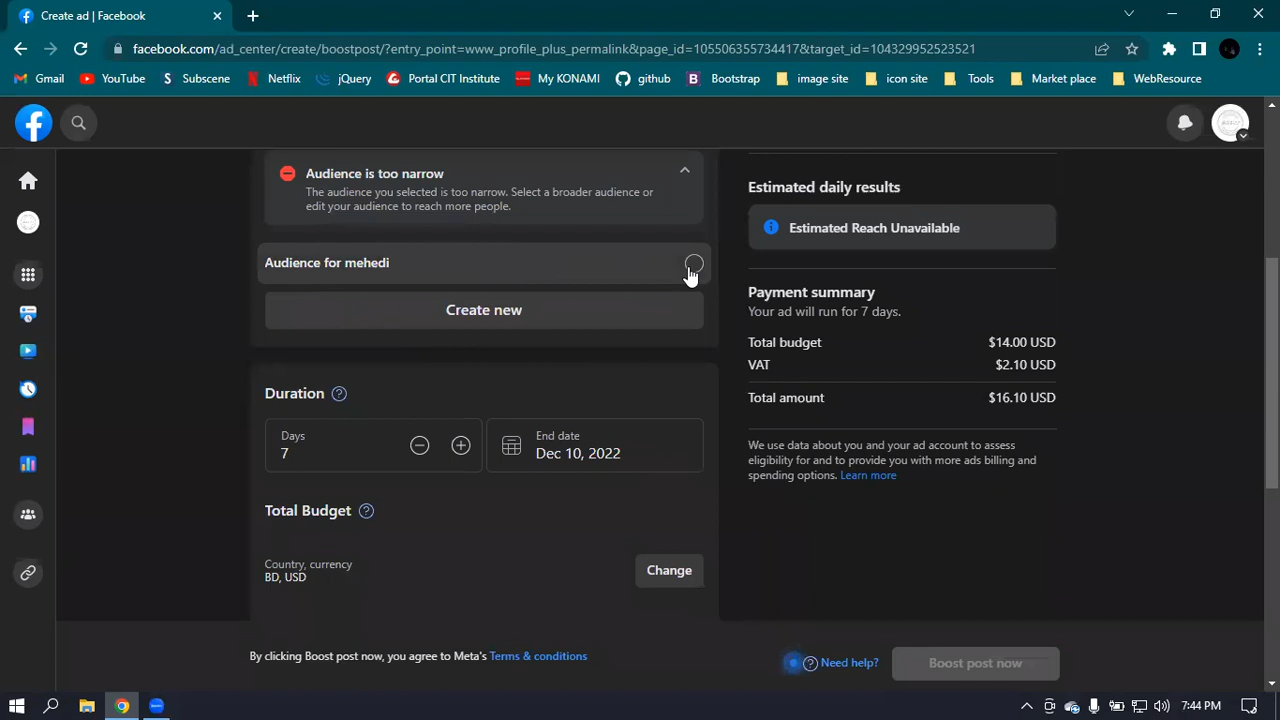 Create ad | Facebook
facebook.com/ad_center/create/boostpost/?entry_point=www_profile_plus_permalink&page_id=105506355734417&target_id=104329952523521
Gmail YouTube Subscene Netflix jQuery Portal CIT Institute My KONAMI github Bootstrap image site icon site Tools Market place WebResource
Audience is too narrow
The audience you selected is too narrow. Select a broader audience or
edit your audience to reach more people.
Audience for mehedi
Create new
Duration
Days
7
End date
Dec 10, 2022
Total Budget
Country, currency
BD, USD
Change
Estimated daily results
Estimated Reach Unavailable
Payment summary
Your ad will run for 7 days.
Total budget $14.00 USD
VAT $2.10 USD
Total amount $16.10 USD
We use data about you and your ad account to assess
eligibility for and to provide you with more ads billing and
spending options. Learn more
By clicking Boost post now, you agree to Meta's Terms & conditions
Need help?
Boost post now
7:44 PM